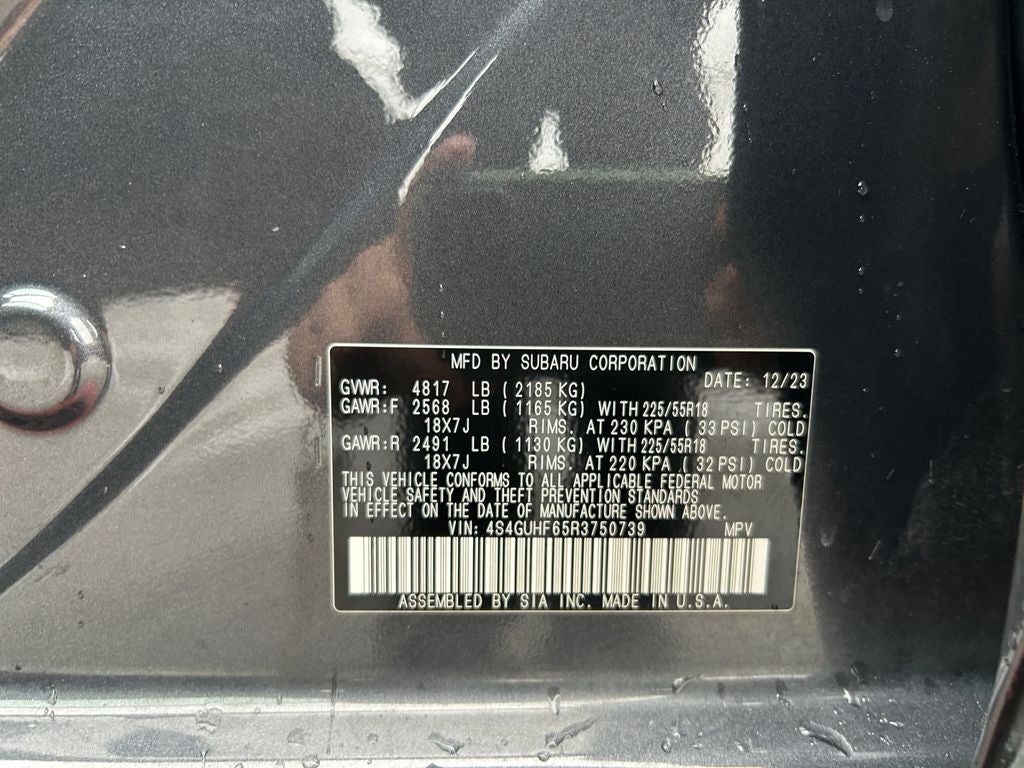 MFD BY SUBARU CORPORATION
DATE: 12/23
GVWR: 4817 LB (2185 KG)
GAWR:F 2568 LB (1165 KG) WITH 225/55R18 TIRES.
18X7J RIMS. AT 230 KPA (33 PSI) COLD
GAWR:R 2491 LB (1130 KG) WITH 225/55R18 TIRES.
18X7J RIMS. AT 220 KPA (32 PSI) COLD
THIS VEHICLE CONFORMS TO ALL APPLICABLE FEDERAL MOTOR
VEHICLE SAFETY AND THEFT PREVENTION STANDARDS
IN EFFECT ON THE DATE OF MANUFACTURE SHOWN ABOVE.
VIN: 4S4GUHF65R3750739 MPV
ASSEMBLED BY SIA INC. MADE IN U.S.A.